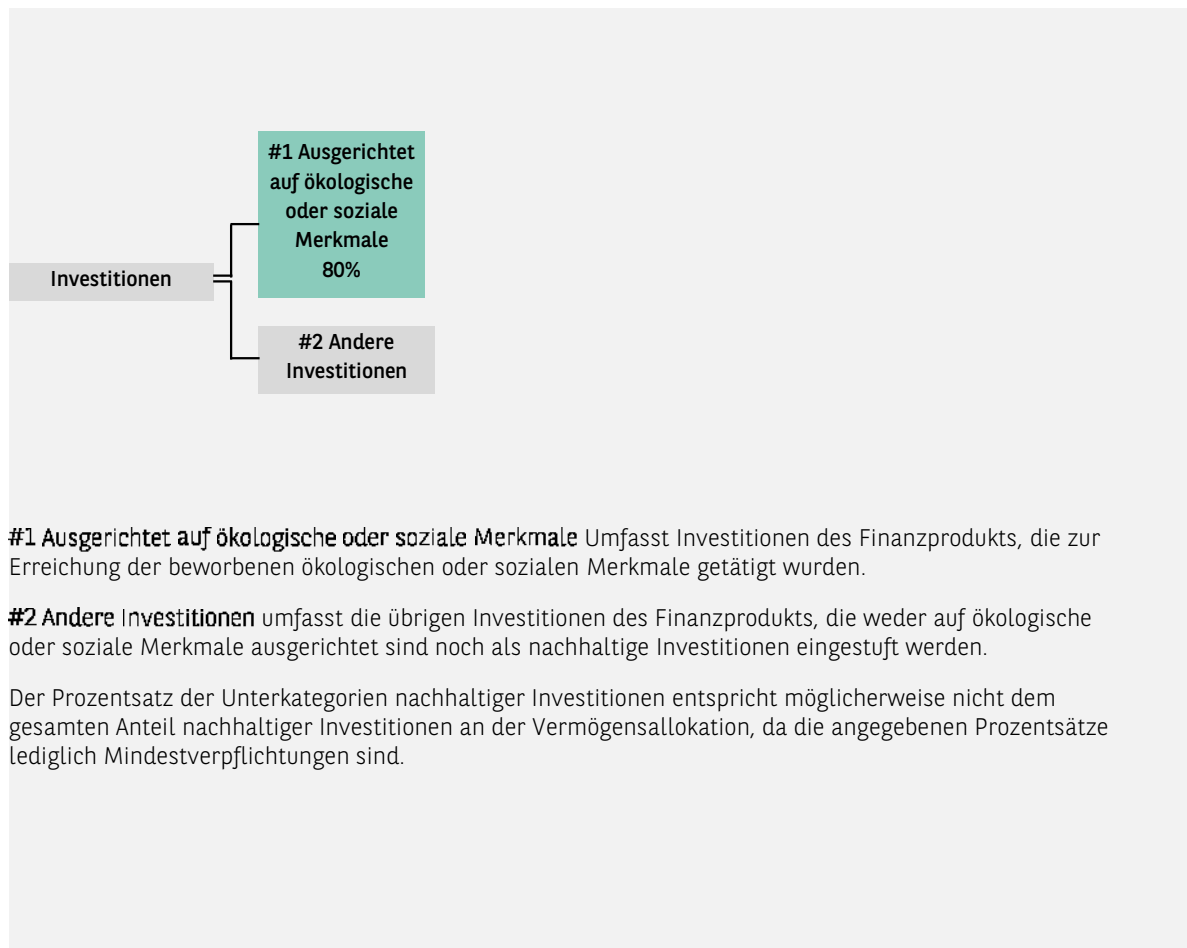 #1 Ausgerichtet
auf ökologische
oder soziale
Merkmale
80%
Investitionen
#2 Andere
Investitionen
#1 Ausgerichtet auf ökologische oder soziale Merkmale Umfasst Investitionen des Finanzprodukts, die zur
Erreichung der beworbenen ökologischen oder sozialen Merkmale getätigt wurden.
#2 Andere Investitionen umfasst die übrigen Investitionen des Finanzprodukts, die weder auf ökologische
oder soziale Merkmale ausgerichtet sind noch als nachhaltige Investitionen eingestuft werden.
Der Prozentsatz der Unterkategorien nachhaltiger Investitionen entspricht möglicherweise nicht dem
gesamten Anteil nachhaltiger Investitionen an der Vermögensallokation, da die angegebenen Prozentsätze
lediglich Mindestverpflichtungen sind.